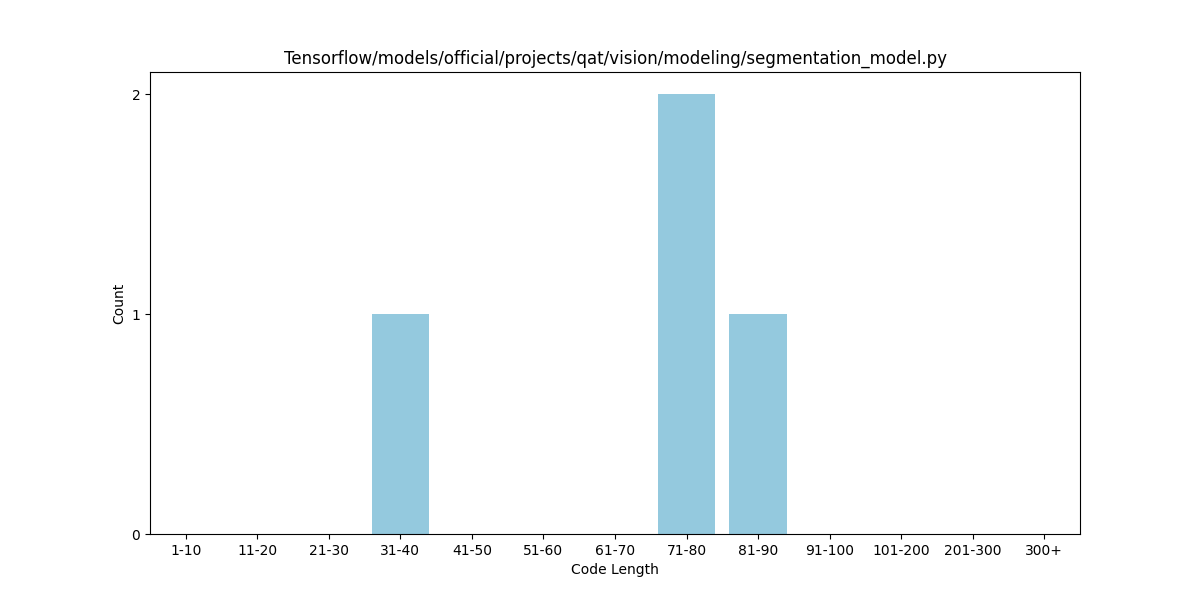 Tensorflow/models/official/projects/qat/vision/modeling/segmentation_model.py
Count
2
1
0
1-10 11-20 21-30 31-40 41-50 51-60 61-70 71-80 81-90 91-100 101-200 201-300 300+
Code Length